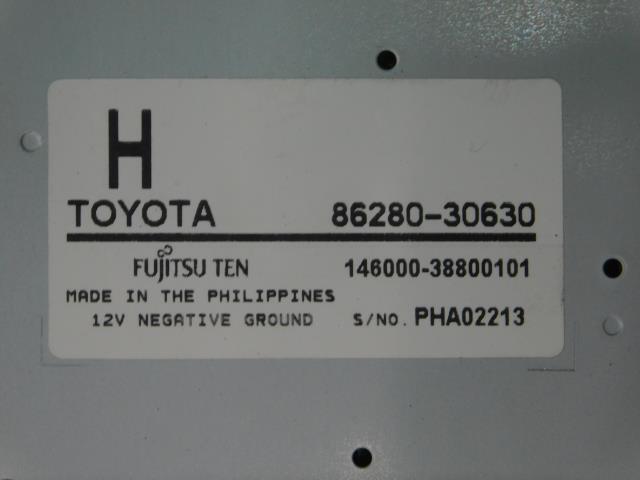 H
TOYOTA 86280-30630
FUJITSU TEN 146000-38800101
MADE IN THE PHILIPPINES
12V NEGATIVE GROUND S/NO. PHA02213